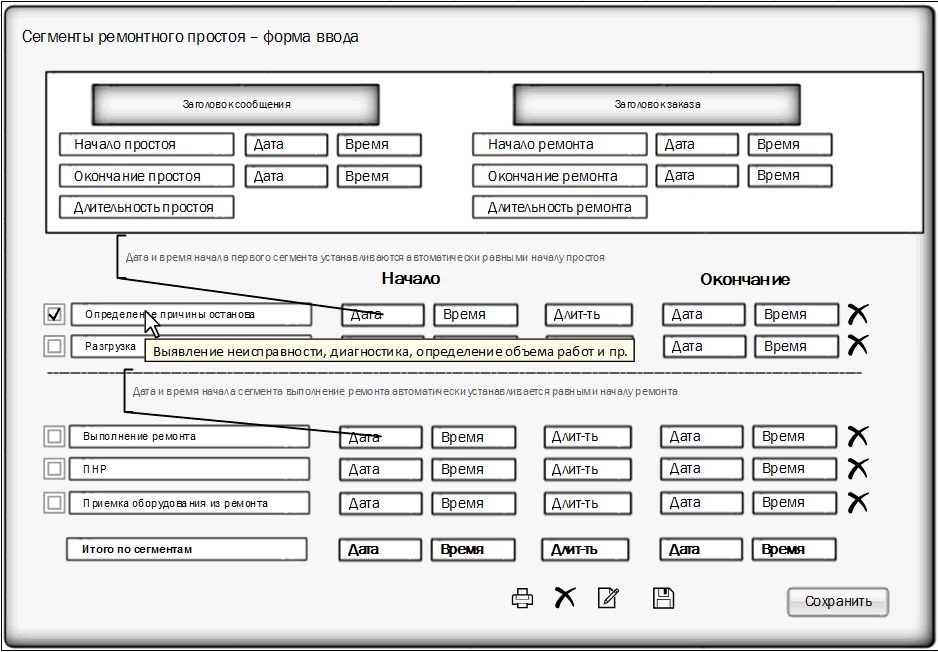 Сегменты ремонтного простоя – форма ввода
Заголовок сообщения
Заголовок заказа
Начало простоя Дата Время Начало ремонта Дата Время
Окончание простоя Дата Время Окончание ремонта Дата Время
Длительность простоя Длительность ремонта
Дата и время начала первого сегмента устанавливаются автоматически равными началу простоя
Начало Окончание
Определение причины останова Дата Время Длит-ть Дата Время
Разгрузка Дата Время
Выявление неисправности, диагностика, определение объема работ и пр.
Дата и время начала сегмента выполнение ремонта автоматически устанавливается равными началу ремонта
Выполнение ремонта Дата Время Длит-ть Дата Время
ПНР Дата Время Длит-ть Дата Время
Приемка оборудования из ремонта Дата Время Длит-ть Дата Время
Итого по сегментам Дата Время Длит-ть Дата Время
Сохранить